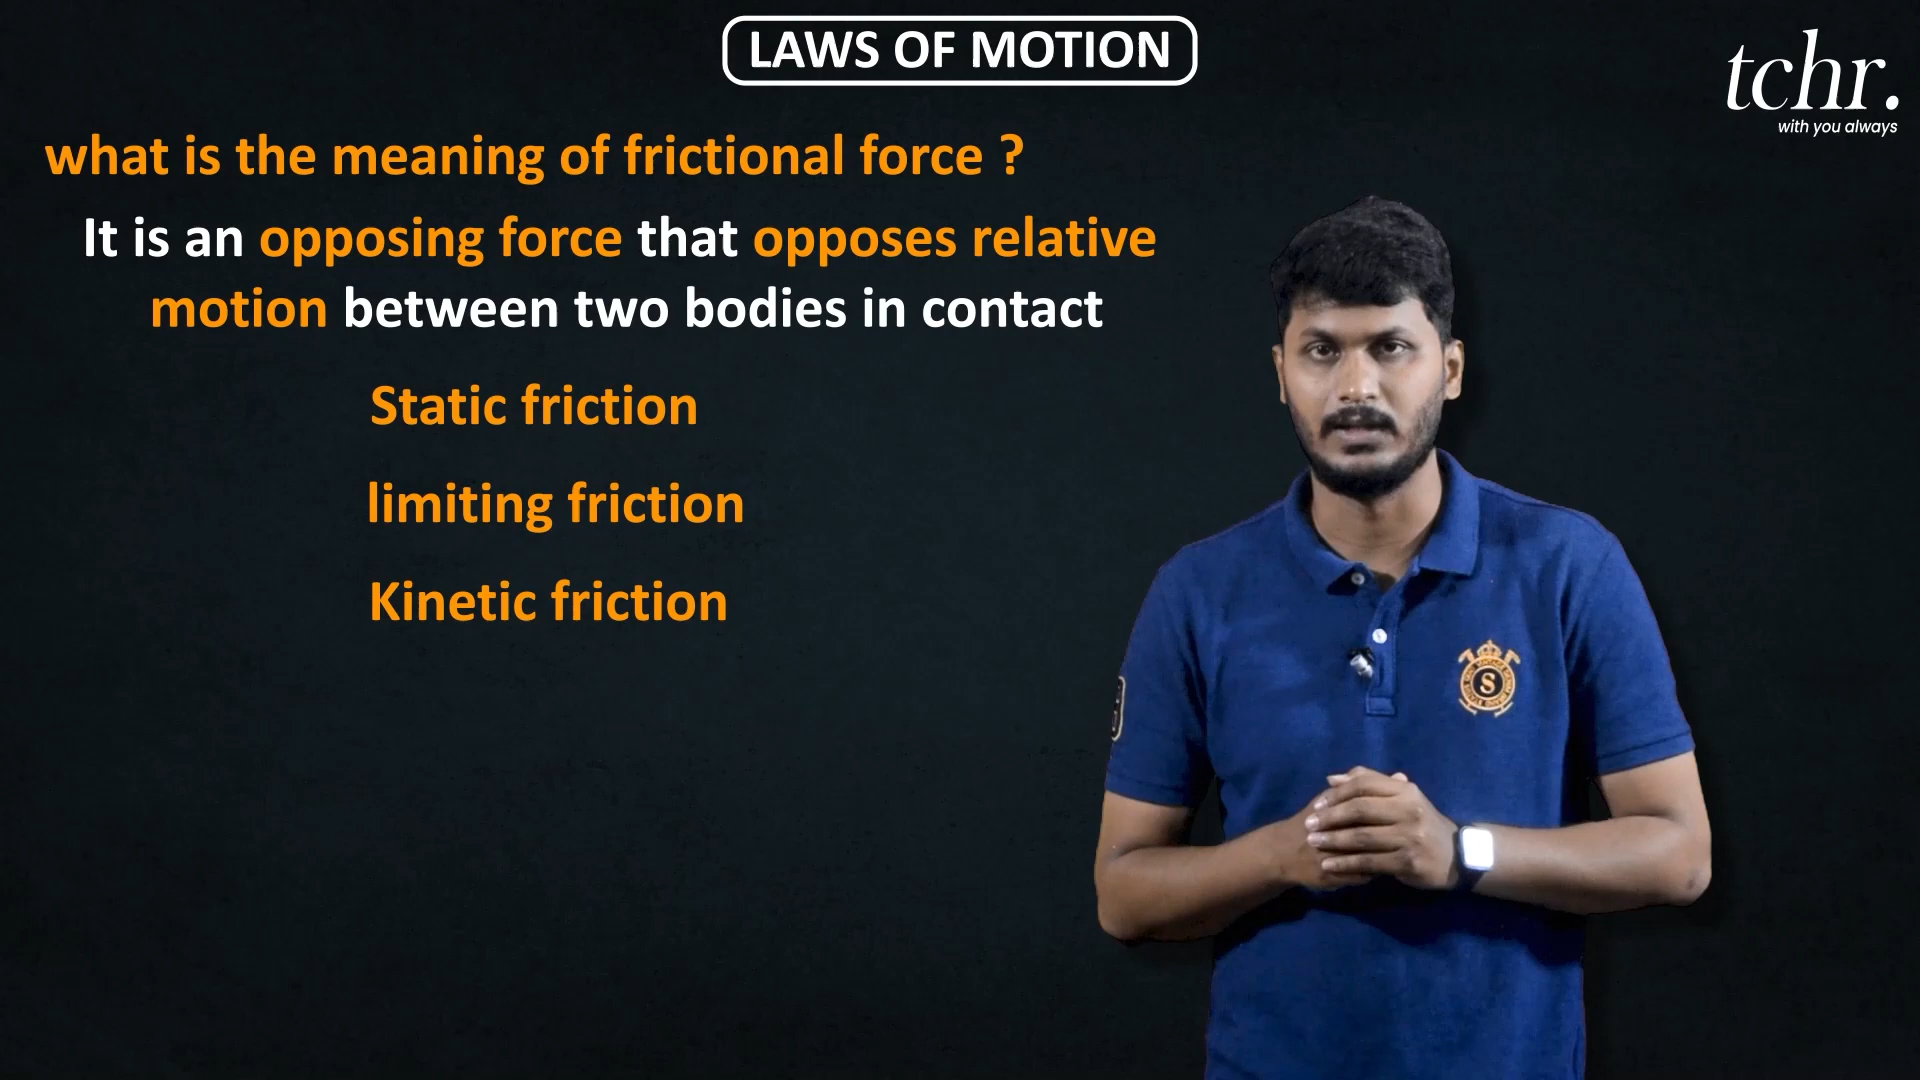 LAWS OF MOTION
tchr.
with you always
what is the meaning of frictional force ?
It is an opposing force that opposes relative
motion between two bodies in contact
Static friction
limiting friction
Kinetic friction
S